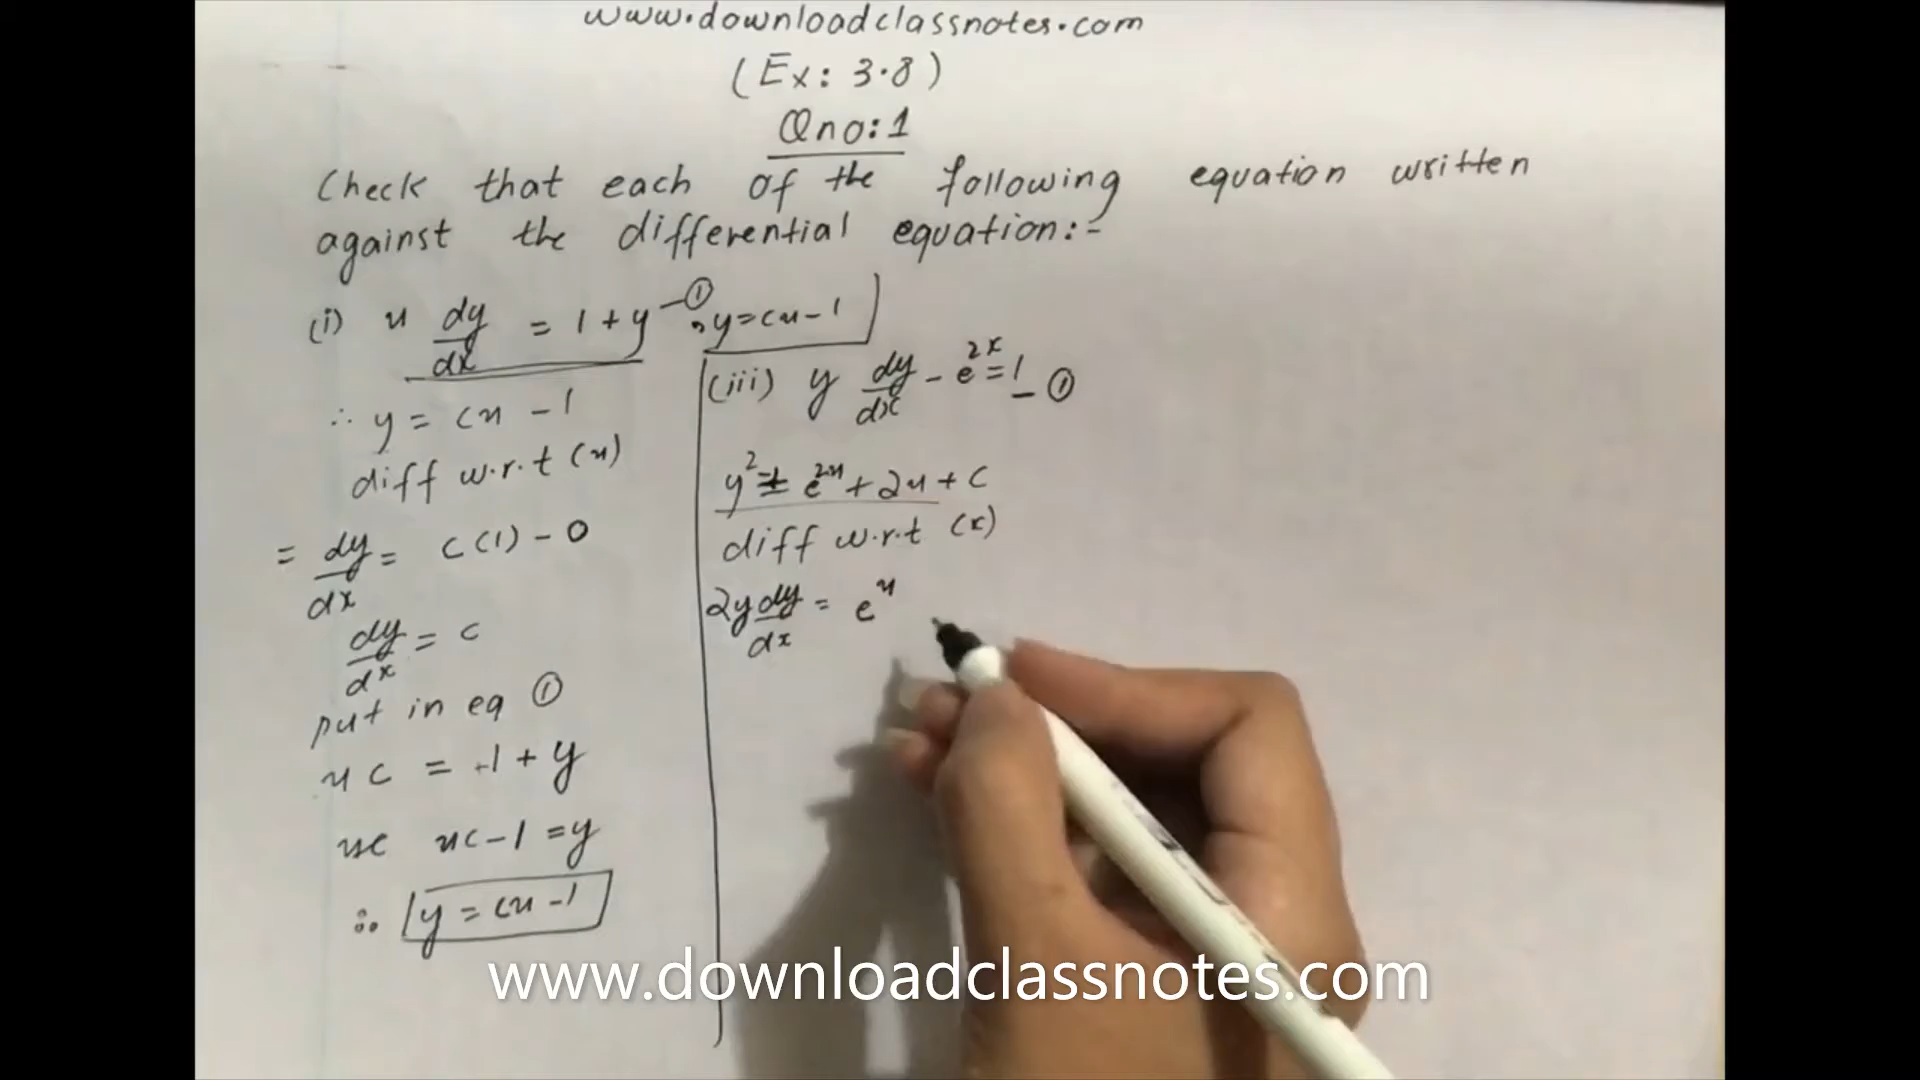 www.downloadclassnotes.com
(Ex: 3.8)
Qno:1
Check that each of the following equation written
against the differential equation:-
(i) x dy/dx = 1 + y —① , y = cx - 1
∴ y = cx - 1
diff w.r.t (x)
= dy/dx = c(1) - 0
dy/dx = c
put in eq ①
x c = 1 + y
xc xc - 1 = y
∴ y = cx - 1
(iii) y dy/dx - e^2x = 1 - ①
y^2 = e^2x + 2x + c
diff w.r.t (x)
2y dy/dx = e^x
www.downloadclassnotes.com